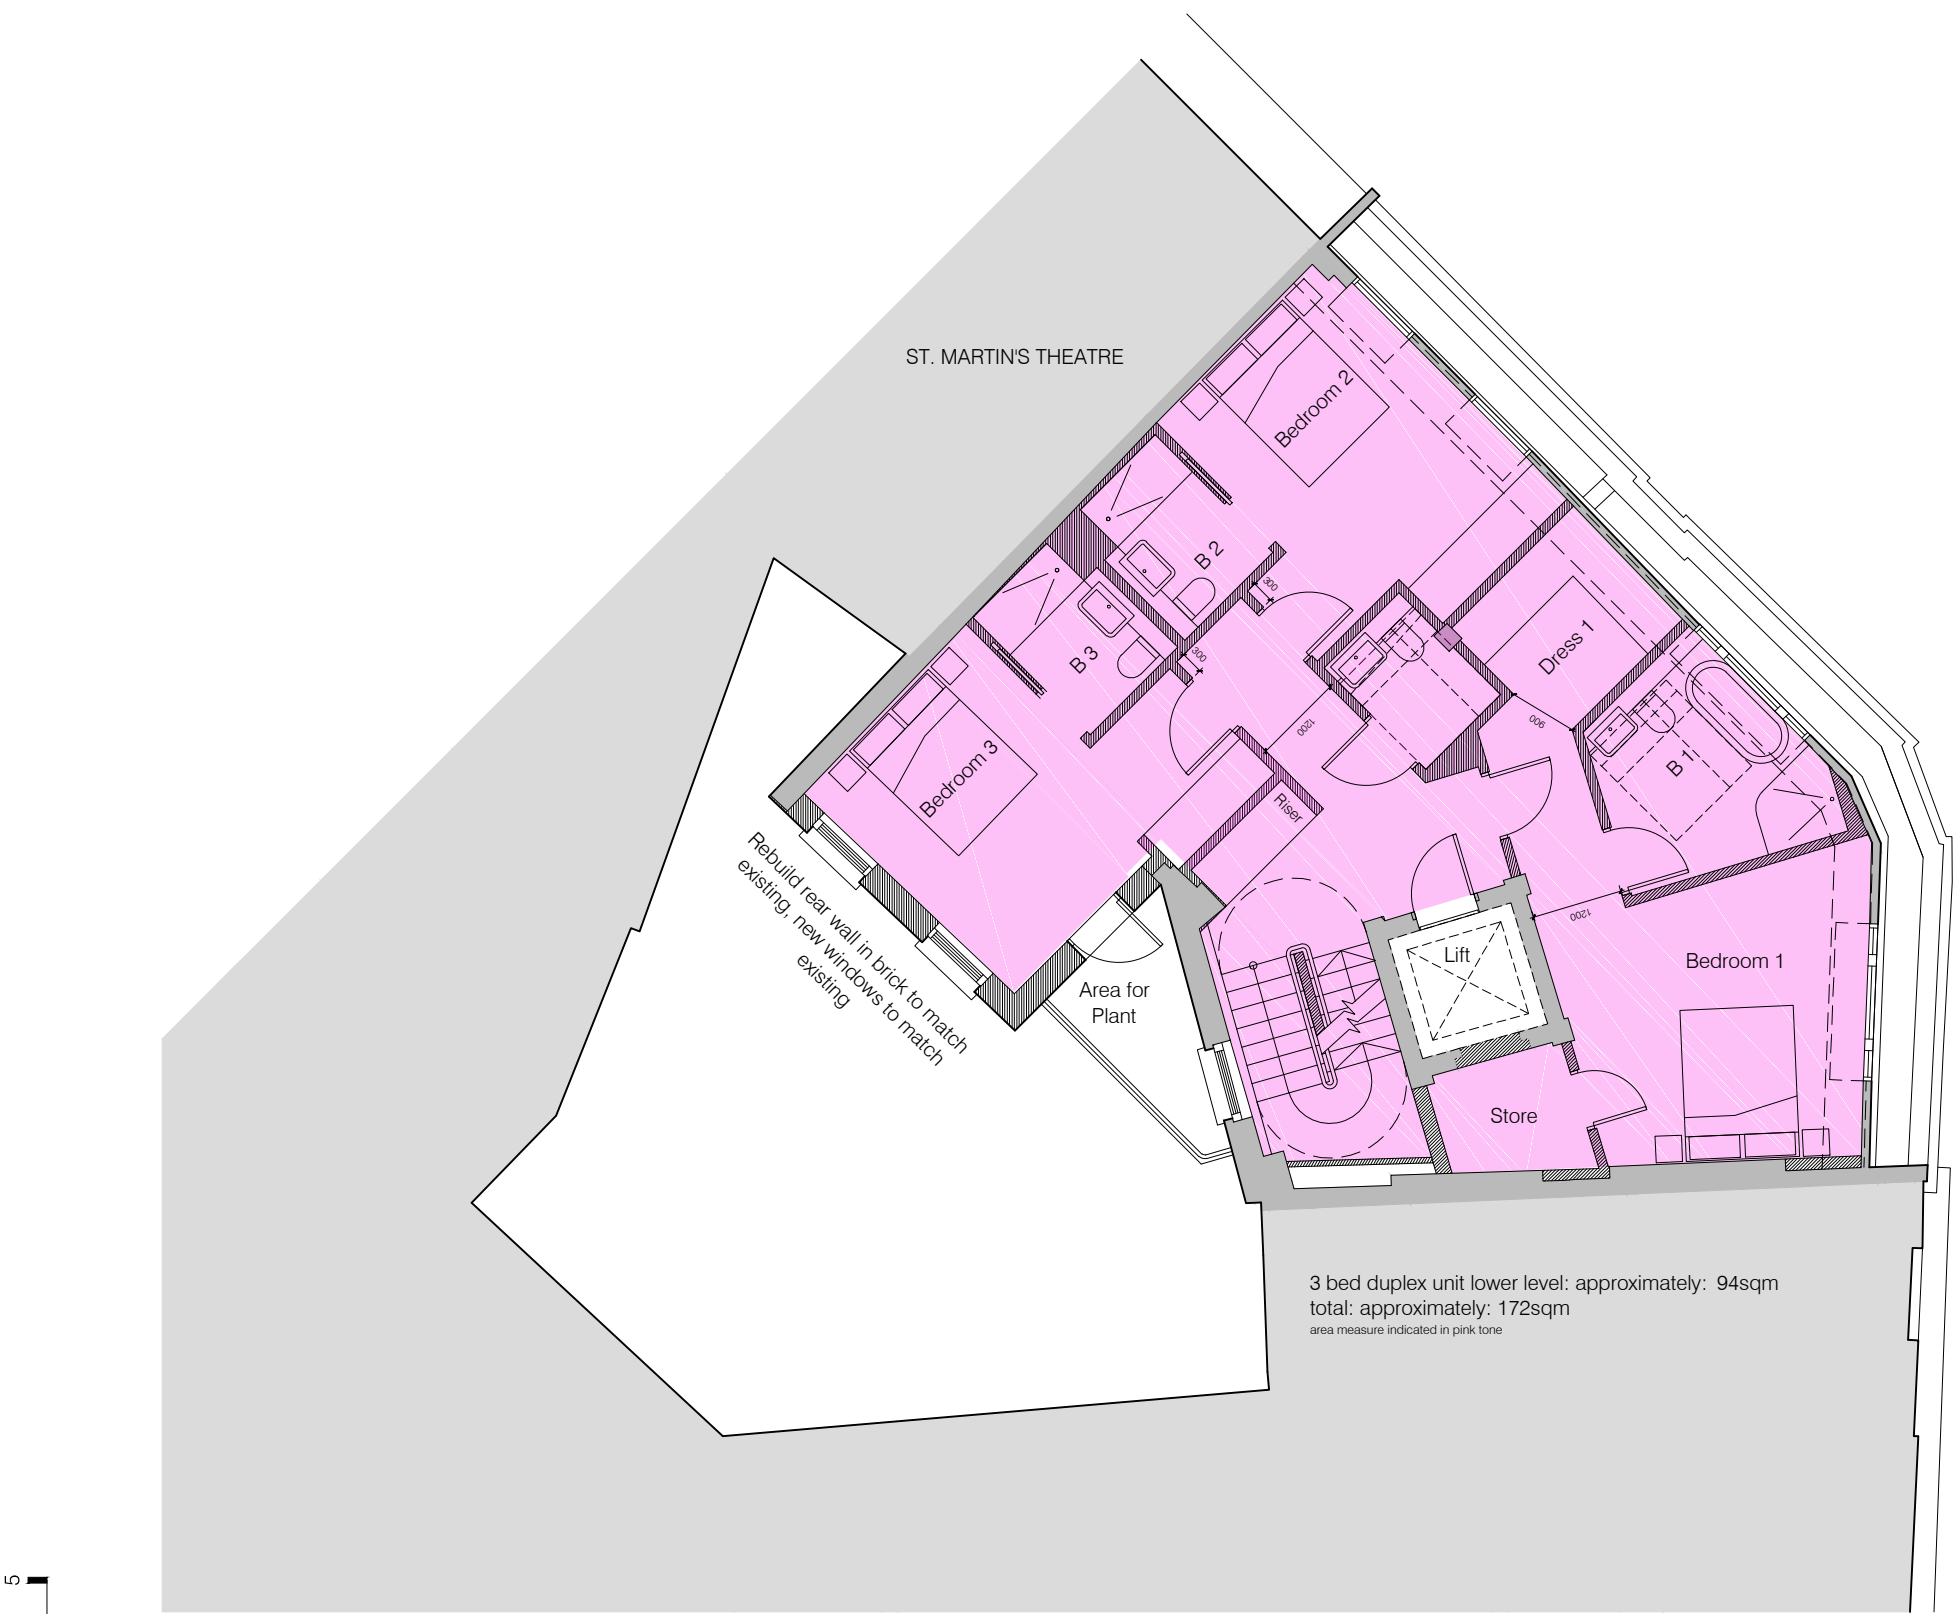 ST. MARTIN'S THEATRE
Bedroom 2
B 2
300
B 3
300
Dress 1
900
1200
B 1
Bedroom 3
Riser
Rebuild rear wall in brick to match
existing, new windows to match
existing
Area for
Plant
Lift
1200
Bedroom 1
Store
3 bed duplex unit lower level: approximately: 94sqm
total: approximately: 172sqm
area measure indicated in pink tone
5